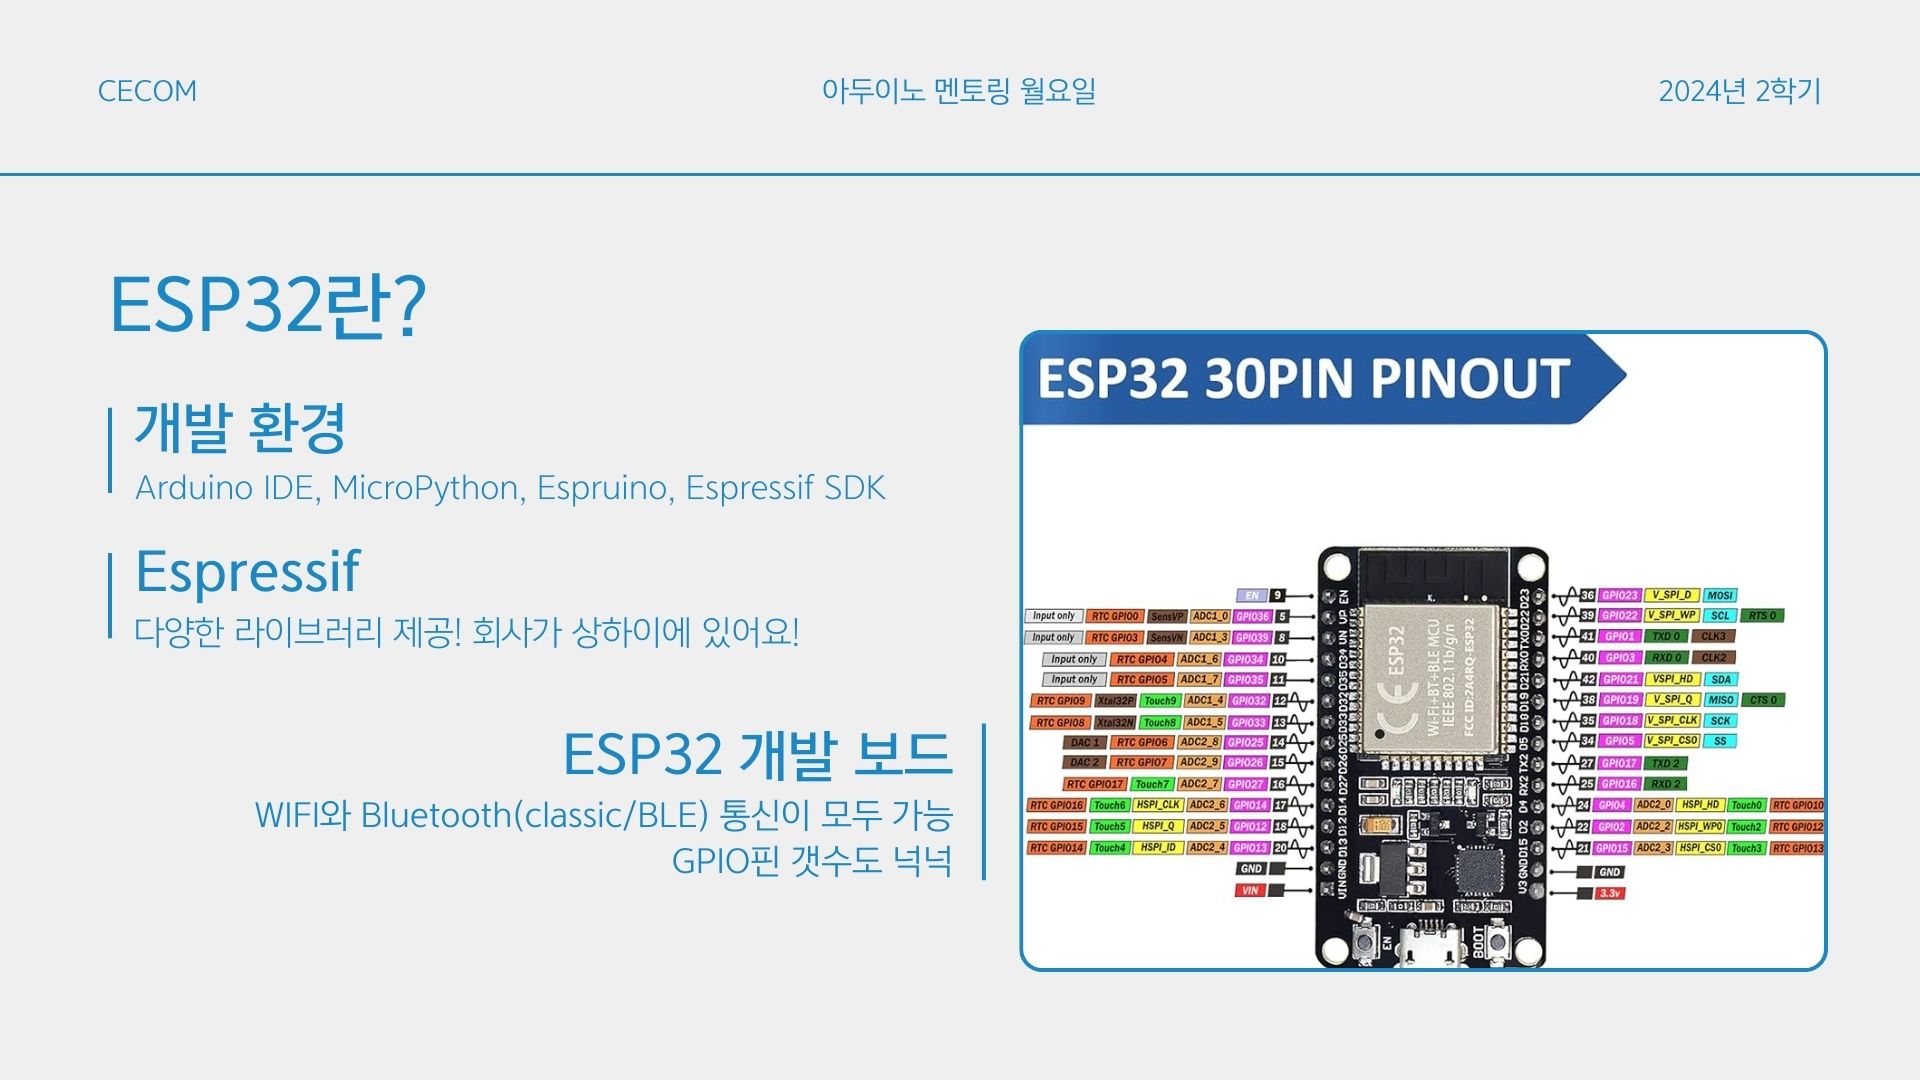 CECOM
아두이노 멘토링 월요일
2024년 2학기
ESP32란?
개발 환경
Arduino IDE, MicroPython, Espruino, Espressif SDK
Espressif
다양한 라이브러리 제공! 회사가 상하이에 있어요!
ESP32 개발 보드
WIFI와 Bluetooth(classic/BLE) 통신이 모두 가능
GPIO핀 갯수도 넉넉
ESP32 30PIN PINOUT
EN 9
Input only RTC GPIO0 SensVP ADC1_0 GPIO36 5
Input only RTC GPIO3 SensVN ADC1_3 GPIO39 8
Input only RTC GPIO4 ADC1_6 GPIO34 10
Input only RTC GPIO5 ADC1_7 GPIO35 11
RTC GPIO9 Xtal32P Touch9 ADC1_4 GPIO32 12
RTC GPIO8 Xtal32N Touch8 ADC1_5 GPIO33 13
DAC 1 RTC GPIO6 ADC2_8 GPIO25 14
DAC 2 RTC GPIO7 ADC2_9 GPIO26 15
RTC GPIO17 Touch7 ADC2_7 GPIO27 16
RTC GPIO16 Touch6 HSPI_CLK ADC2_6 GPIO14 17
RTC GPIO15 Touch5 HSPI_Q ADC2_5 GPIO12 18
RTC GPIO14 Touch4 HSPI_ID ADC2_4 GPIO13 20
GND
VIN
EN VP VN D34 D35 D32 D33 D25 D26 D27 D14 D12 D13 GND VIN
CE ESP32
Wi-Fi+BT+BLE MCU
IEEE 802.11b/g/n
FCC ID:2A4RQ-ESP32
D23 D22 TX0 RX0 D21 D19 D18 D5 TX2 RX2 D4 D2 D15 GND 3V3
EN
BOOT
36 GPIO23 V_SPI_D MOSI
39 GPIO22 V_SPI_WP SCL RTS 0
41 GPIO1 TXD 0 CLK3
40 GPIO3 RXD 0 CLK2
42 GPIO21 VSPI_HD SDA
38 GPIO19 V_SPI_Q MISO CTS 0
35 GPIO18 V_SPI_CLK SCK
34 GPIO5 V_SPI_CS0 SS
27 GPIO17 TXD 2
25 GPIO16 RXD 2
24 GPIO4 ADC2_0 HSPI_HD Touch0 RTC GPIO10
22 GPIO2 ADC2_2 HSPI_WP0 Touch2 RTC GPIO12
21 GPIO15 ADC2_3 HSPI_CS0 Touch3 RTC GPIO13
GND
3.3v